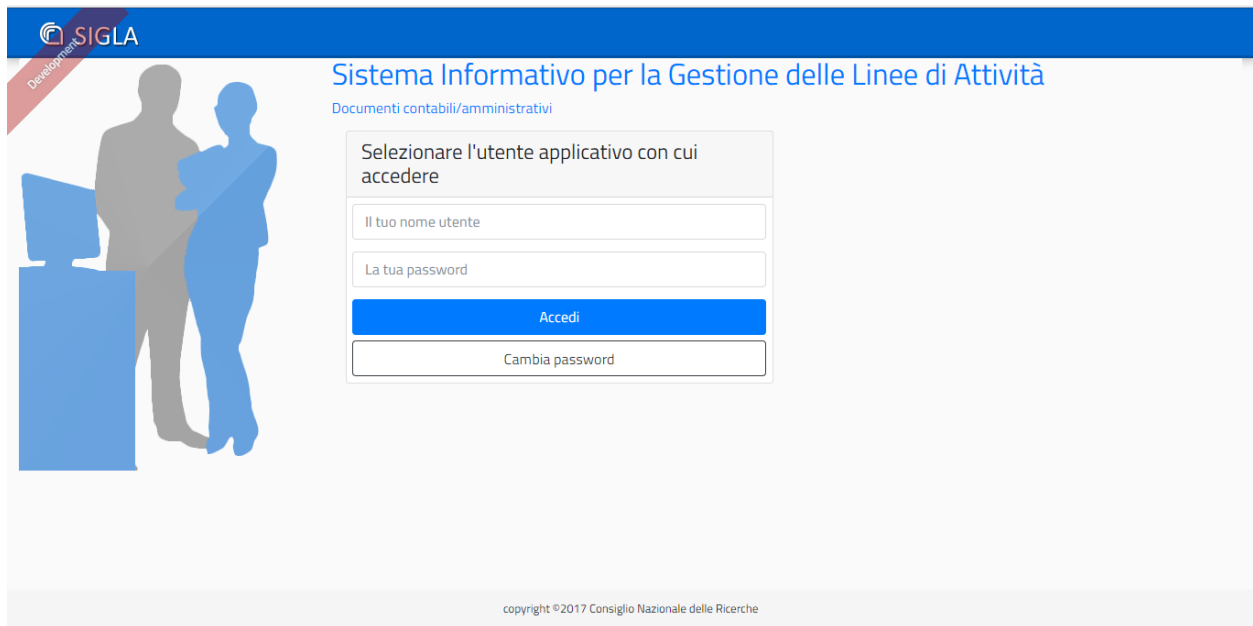 SIGLA
Development
Sistema Informativo per la Gestione delle Linee di Attività
Documenti contabili/amministrativi
Selezionare l'utente applicativo con cui
accedere
Il tuo nome utente
La tua password
Accedi
Cambia password
copyright ©2017 Consiglio Nazionale delle Ricerche